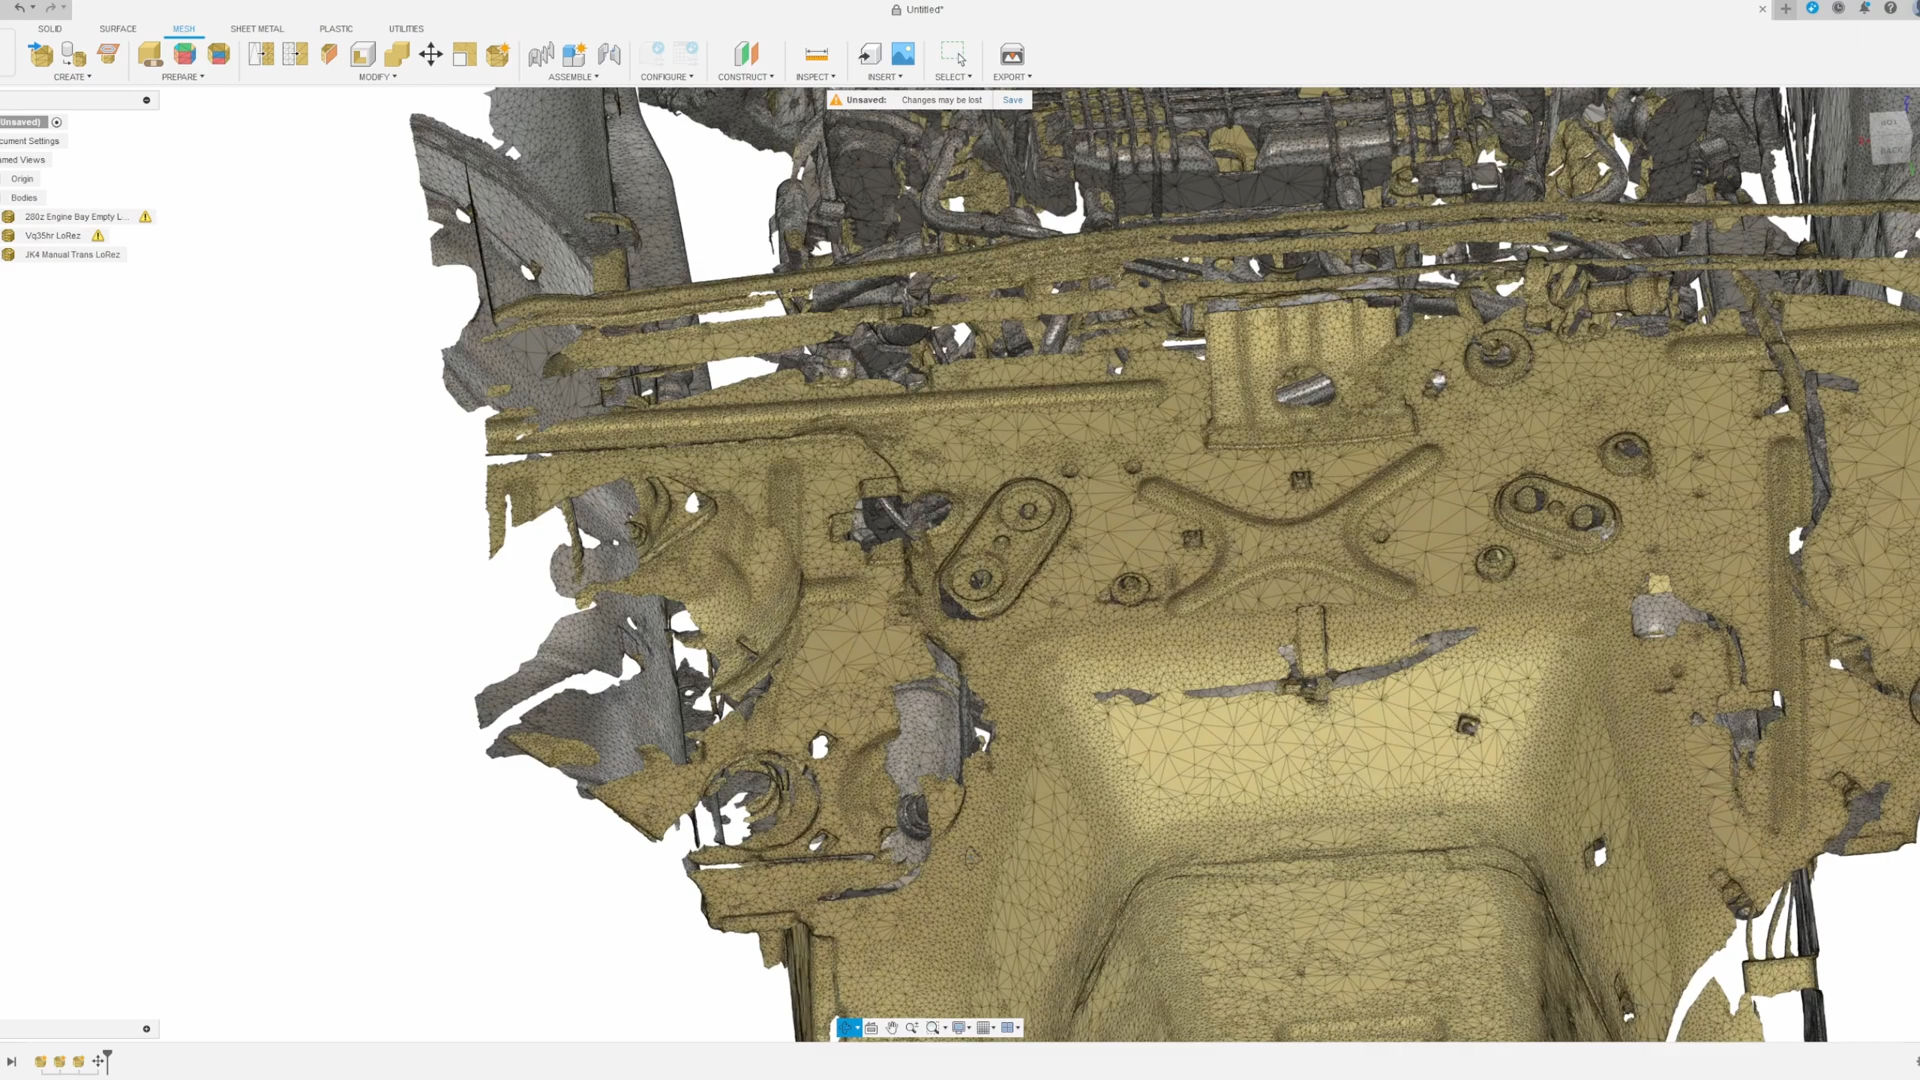 Untitled*
SOLID SURFACE MESH SHEET METAL PLASTIC UTILITIES
CREATE PREPARE MODIFY ASSEMBLE CONFIGURE CONSTRUCT INSPECT INSERT SELECT EXPORT
Unsaved: Changes may be lost Save
Unsaved)
cument Settings
amed Views
Origin
Bodies
280z Engine Bay Empty L...
Vq35hr LoRez
JK4 Manual Trans LoRez
TOP
BACK
Z